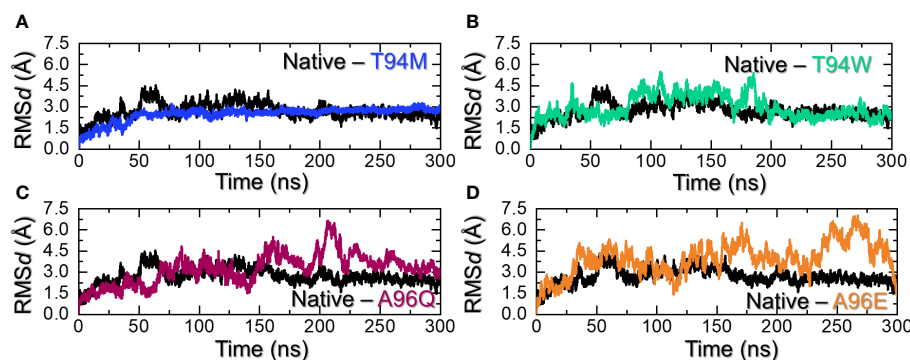 A
RMSd (Å)
7.5
6.0
4.5
3.0
1.5
0.0
Native – T94M
0 50 100 150 200 250 300
Time (ns)
B
RMSd (Å)
7.5
6.0
4.5
3.0
1.5
0.0
Native – T94W
0 50 100 150 200 250 300
Time (ns)
C
RMSd (Å)
7.5
6.0
4.5
3.0
1.5
0.0
Native – A96Q
0 50 100 150 200 250 300
Time (ns)
D
RMSd (Å)
7.5
6.0
4.5
3.0
1.5
0.0
Native – A96E
0 50 100 150 200 250 300
Time (ns)